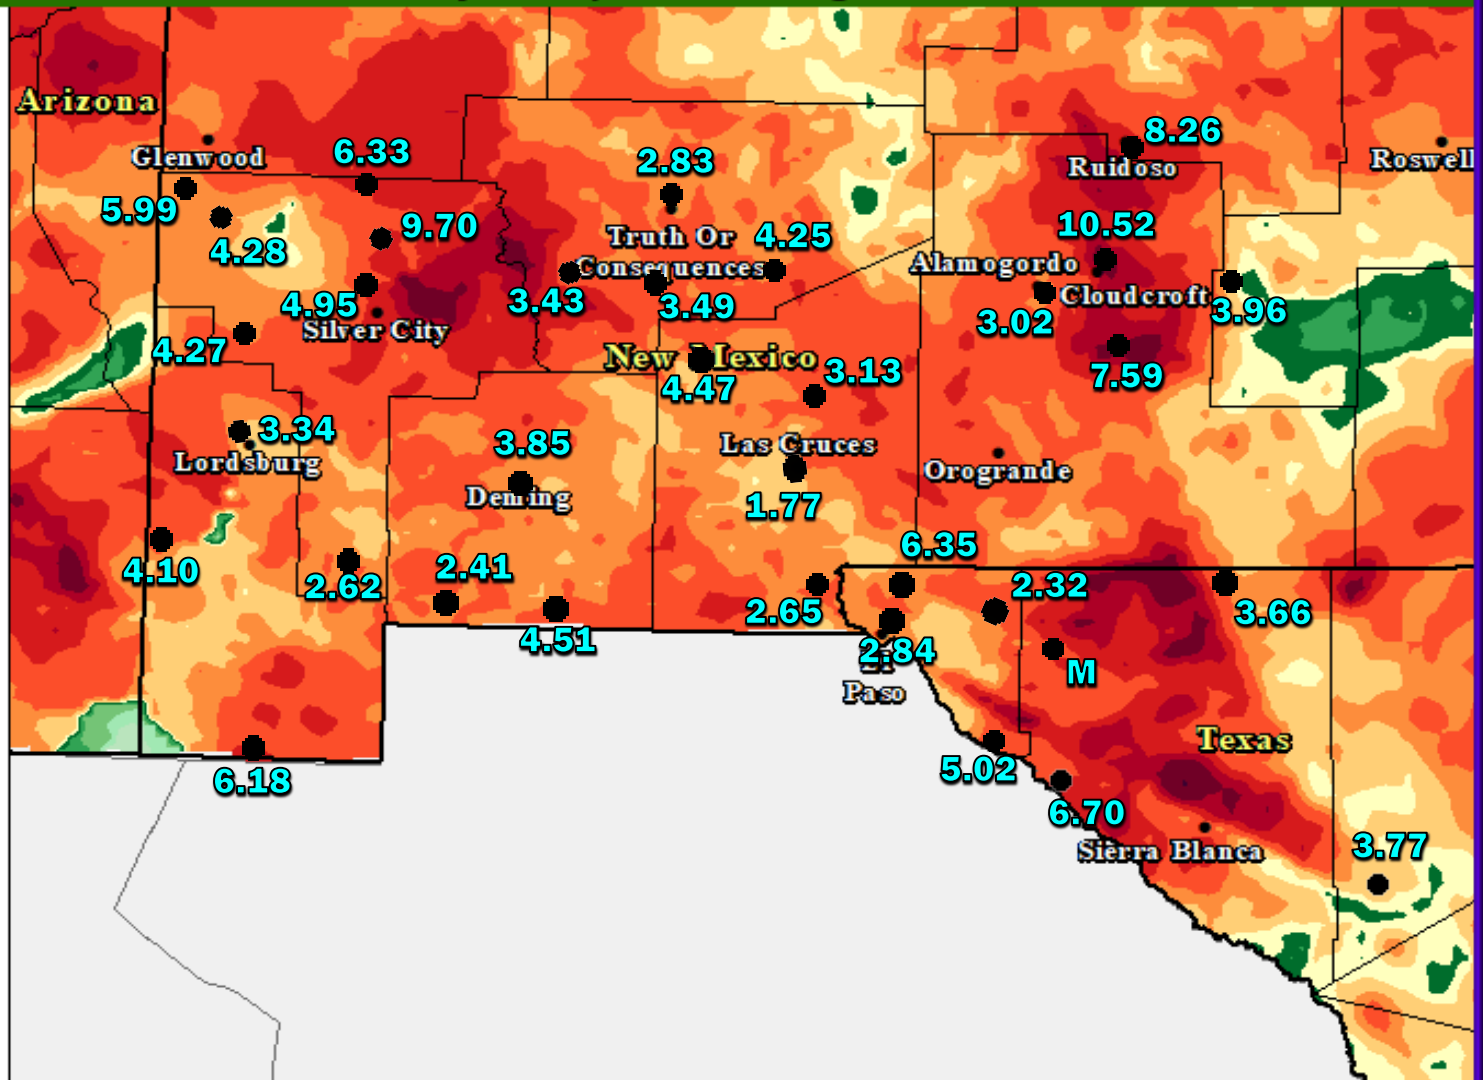 Arizona
Glenwood
6.33
2.83
8.26
Ruidoso
Roswell
5.99
4.28
9.70
Truth Or
Consequences
4.25
10.52
Alamogordo
Cloudcroft
3.96
4.95
Silver City
3.43
3.49
3.02
4.27
New Mexico
4.47
3.13
7.59
3.34
Lordsburg
3.85
Deming
Las Cruces
1.77
Orogrande
4.10
2.62
2.41
4.51
2.65
6.35
2.32
3.66
2.84
El
Paso
M
Texas
6.18
5.02
6.70
Sierra Blanca
3.77